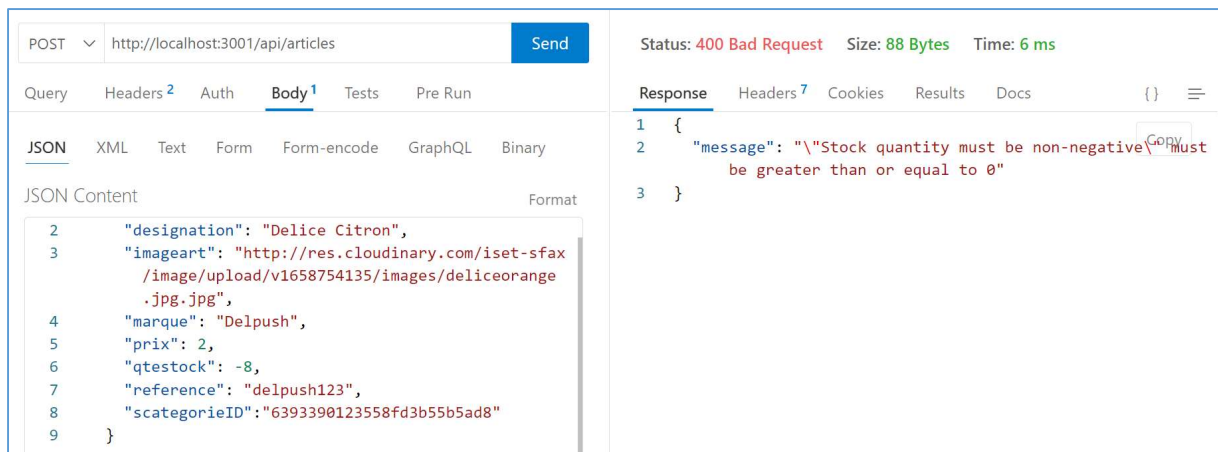 POST http://localhost:3001/api/articles Send
Query Headers 2 Auth Body 1 Tests Pre Run
JSON XML Text Form Form-encode GraphQL Binary
JSON Content Format
2 "designation": "Delice Citron",
3 "imageart": "http://res.cloudinary.com/iset-sfax
/image/upload/v1658754135/images/deliceorange
.jpg.jpg",
4 "marque": "Delpush",
5 "prix": 2,
6 "qtestock": -8,
7 "reference": "delpush123",
8 "scategorieID":"6393390123558fd3b55b5ad8"
9 }
Status: 400 Bad Request Size: 88 Bytes Time: 6 ms
Response Headers 7 Cookies Results Docs { }
1 {
Copy
2 "message": "\"Stock quantity must be non-negative\" must
be greater than or equal to 0"
3 }